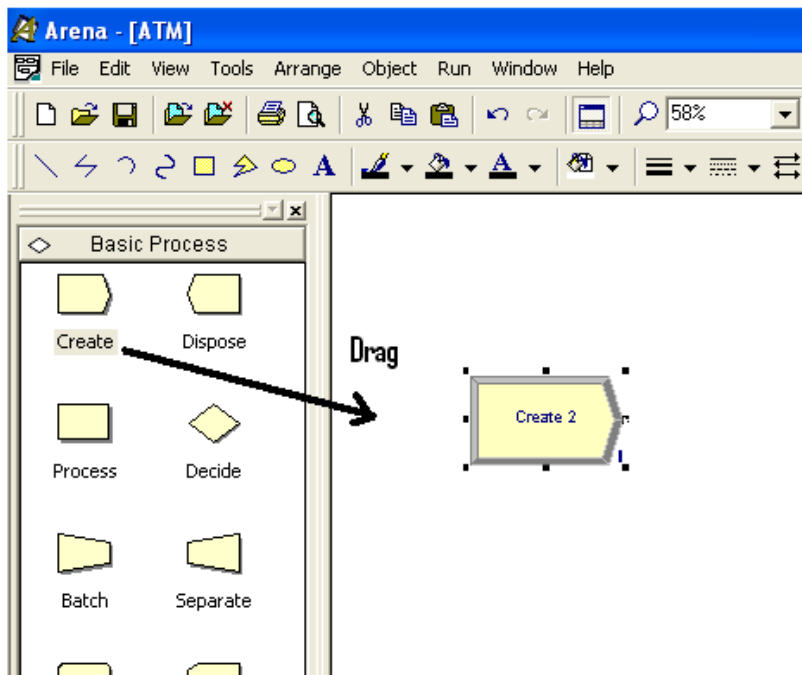 Arena - [ATM]
File Edit View Tools Arrange Object Run Window Help
58%
A A
Basic Process
Create Dispose
Drag
Create 2
Process Decide
Batch Separate